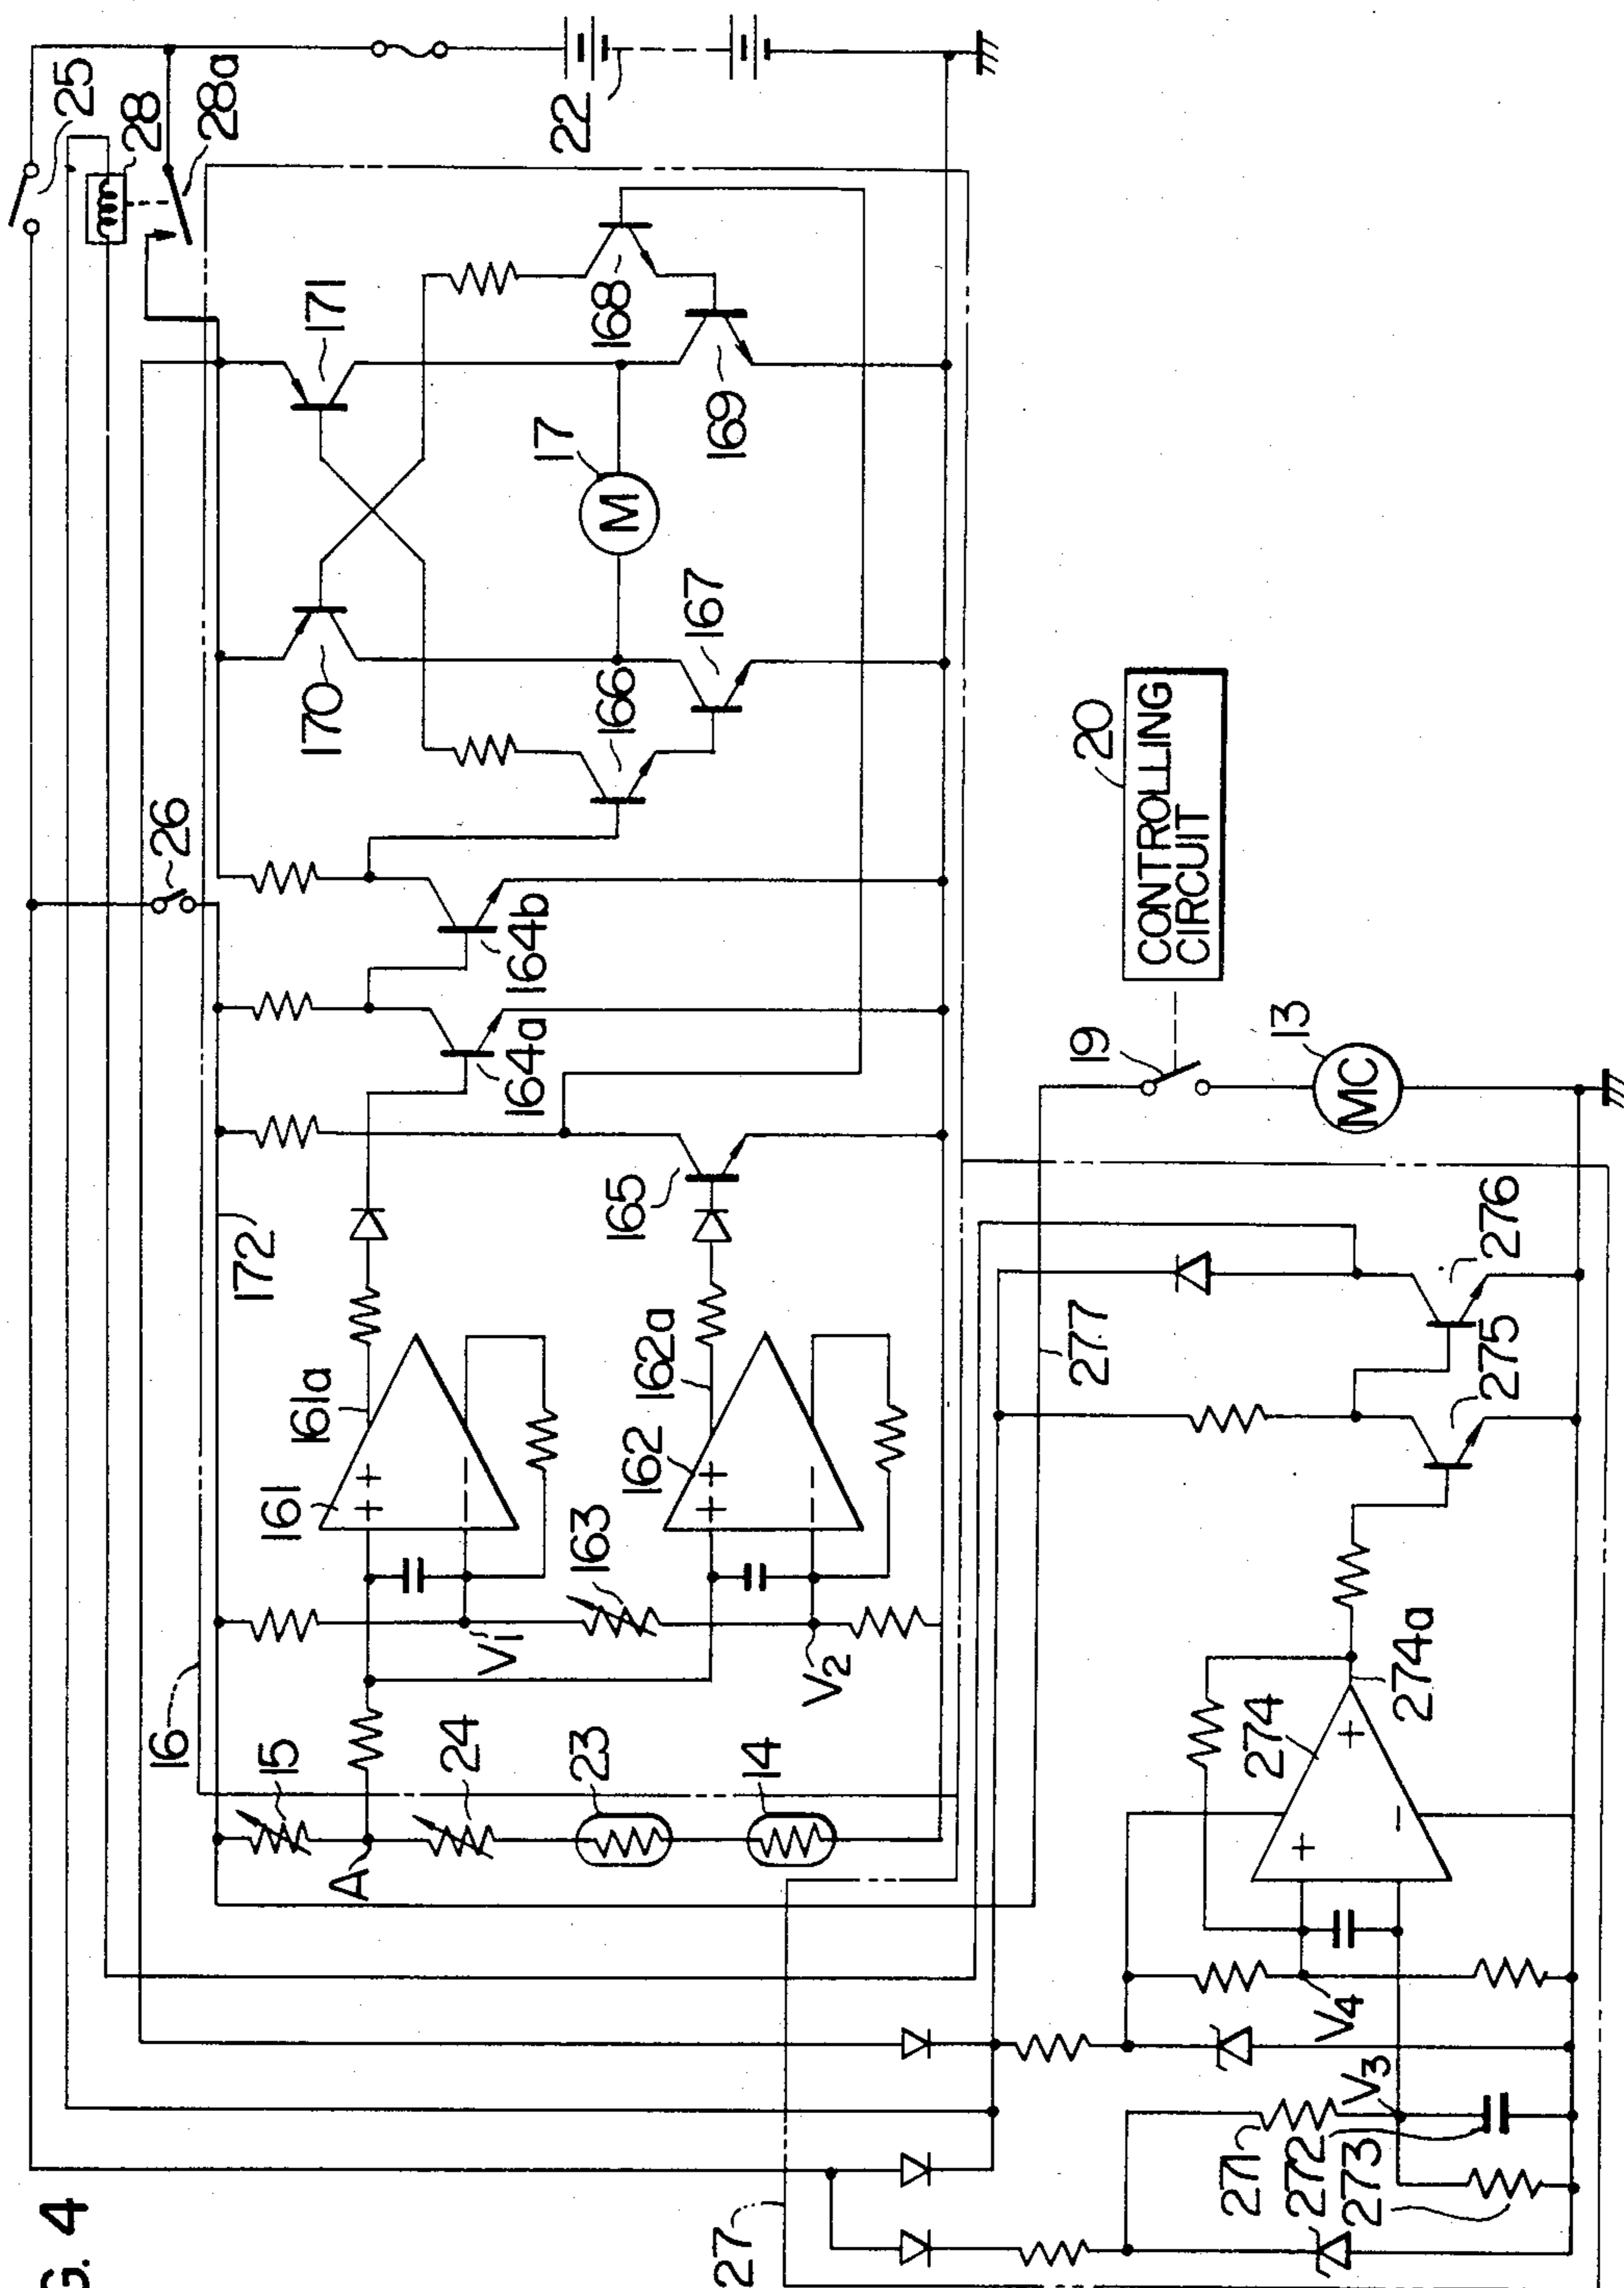 G. 4
25
28
28a
22
26
171
168
169
17
M
170
166
167
164b
164a
20
CONTROLLING
CIRCUIT
19
13
MC
172
165
161a
161
+ +
-
162a
162
+ +
-
163
V1
V2
16
15
24
23
14
A
277
276
275
274a
274
+
+
-
V4
V3
271
272
273
27